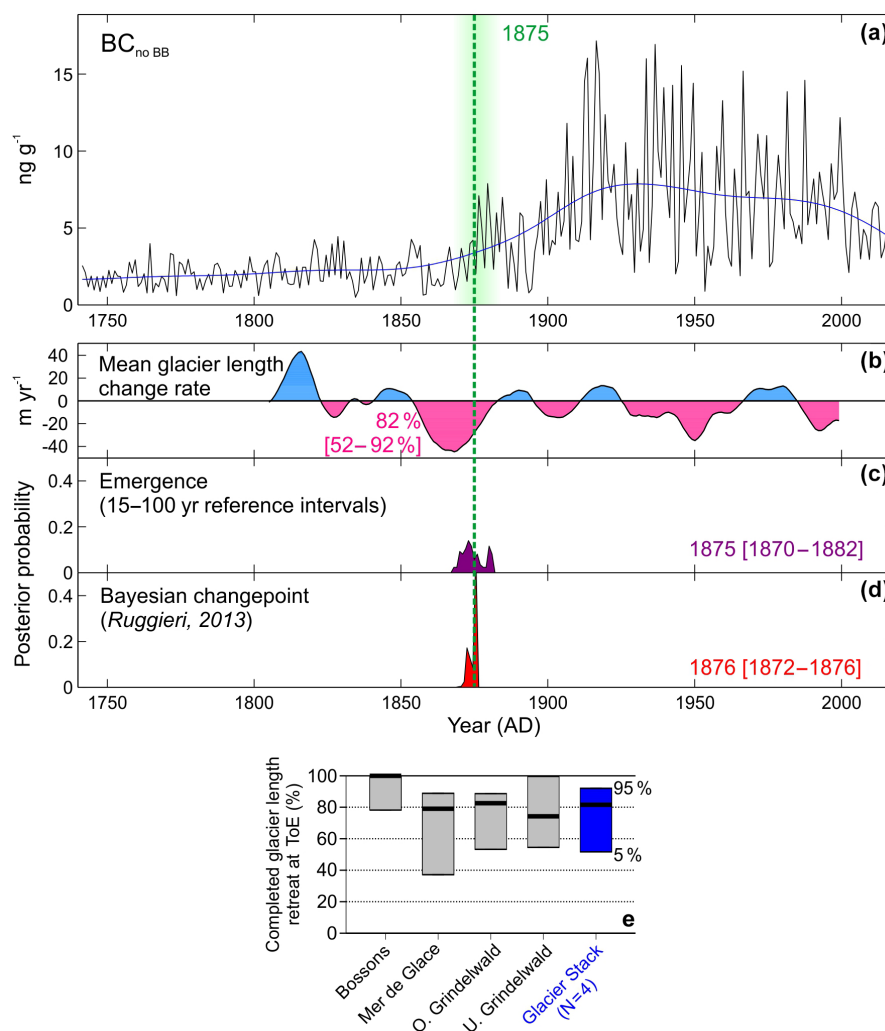 BC no BB
1875
(a)
ng g⁻¹
15
10
5
0
1750 1800 1850 1900 1950 2000
Mean glacier length
change rate
(b)
m yr⁻¹
40
20
0
-20
-40
82 %
[52–92 %]
Emergence
(15–100 yr reference intervals)
(c)
Posterior probability
0.4
0.2
0
1875 [1870–1882]
Bayesian changepoint
(Ruggieri, 2013)
(d)
0.4
0.2
0
1876 [1872–1876]
1750 1800 1850 1900 1950 2000
Year (AD)
Completed glacier length
retreat at ToE (%)
100
80
60
40
20
0
95 %
5 %
e
Bossons
Mer de Glace
O. Grindelwald
U. Grindelwald
Glacier Stack
(N=4)